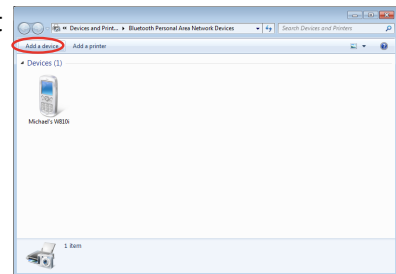 « Devices and Print... ▸ Bluetooth Personal Area Network Devices
Search Devices and Printers
Add a device
Add a printer
Devices (1)
Michael's W810i
1 item